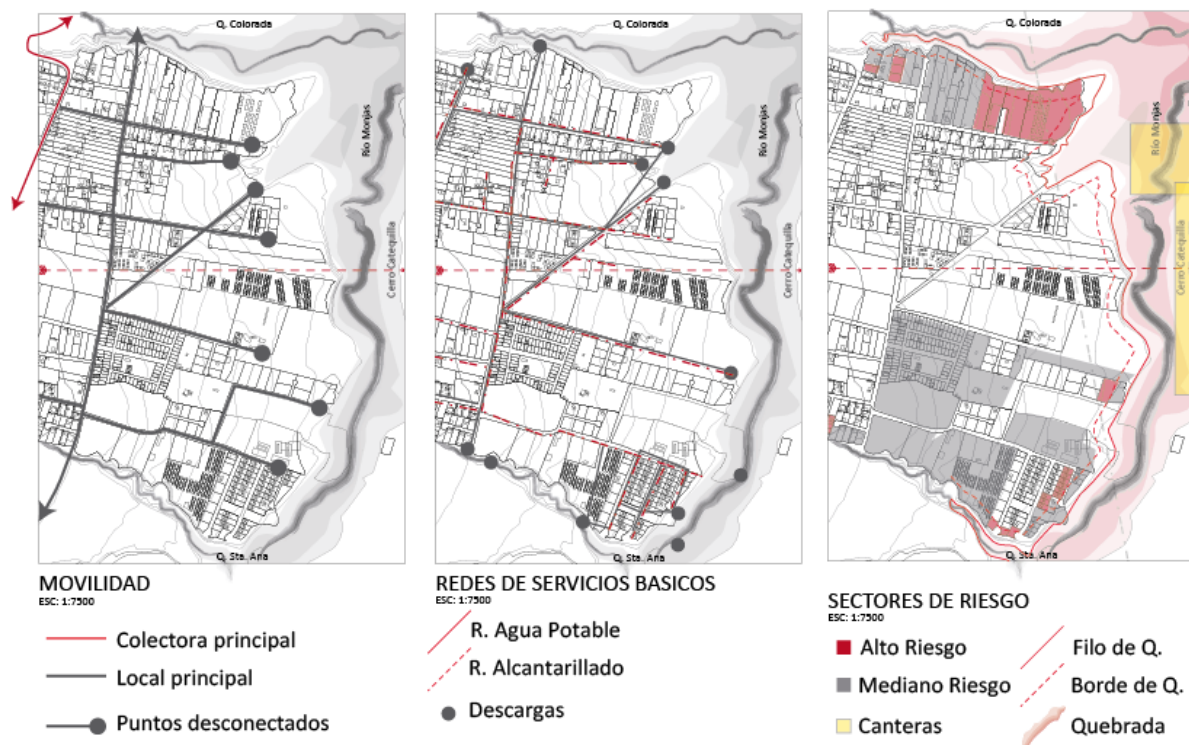 Q. Colorada
Río Monjas
Cerro Catequilla
Q. Sta. Ana
MOVILIDAD
ESC: 1:7500
Colectora principal
Local principal
Puntos desconectados
Q. Colorada
Río Monjas
Cerro Catequilla
Q. Sta. Ana
REDES DE SERVICIOS BASICOS
ESC: 1:7500
R. Agua Potable
R. Alcantarillado
Descargas
Q. Colorada
Río Monjas
Cerro Catequilla
Q. Sta. Ana
SECTORES DE RIESGO
ESC: 1:7500
Alto Riesgo
Mediano Riesgo
Canteras
Filo de Q.
Borde de Q.
Quebrada